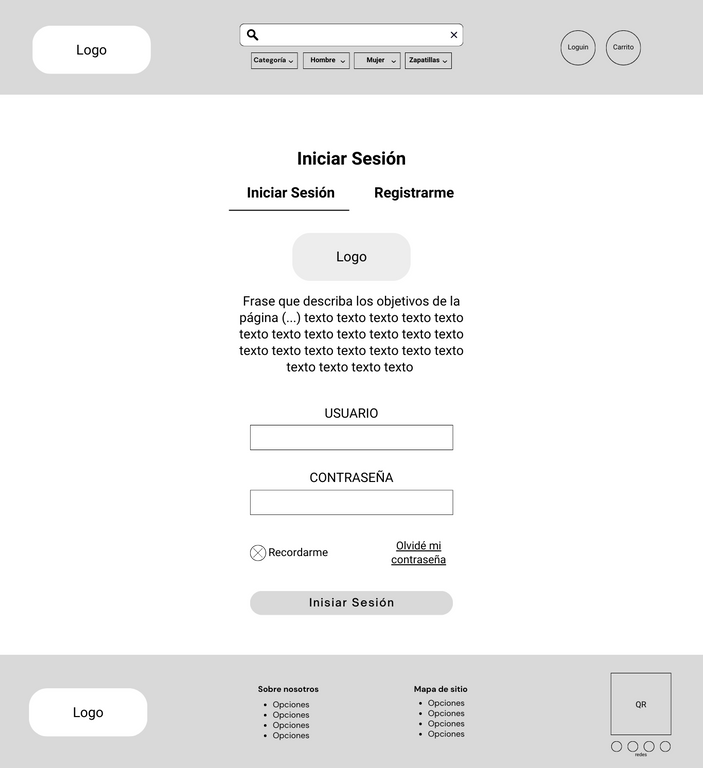 Logo
Categoría
Hombre
Mujer
Zapatillas
Loguin
Carrito
Iniciar Sesión
Iniciar Sesión
Registrarme
Logo
Frase que describa los objetivos de la
página (...) texto texto texto texto texto
texto texto texto texto texto texto texto
texto texto texto texto texto texto texto
texto texto texto texto
USUARIO
CONTRASEÑA
Recordarme
Olvidé mi
contraseña
Inisiar Sesión
Logo
Sobre nosotros
• Opciones
• Opciones
• Opciones
• Opciones
Mapa de sitio
• Opciones
• Opciones
• Opciones
• Opciones
QR
redes